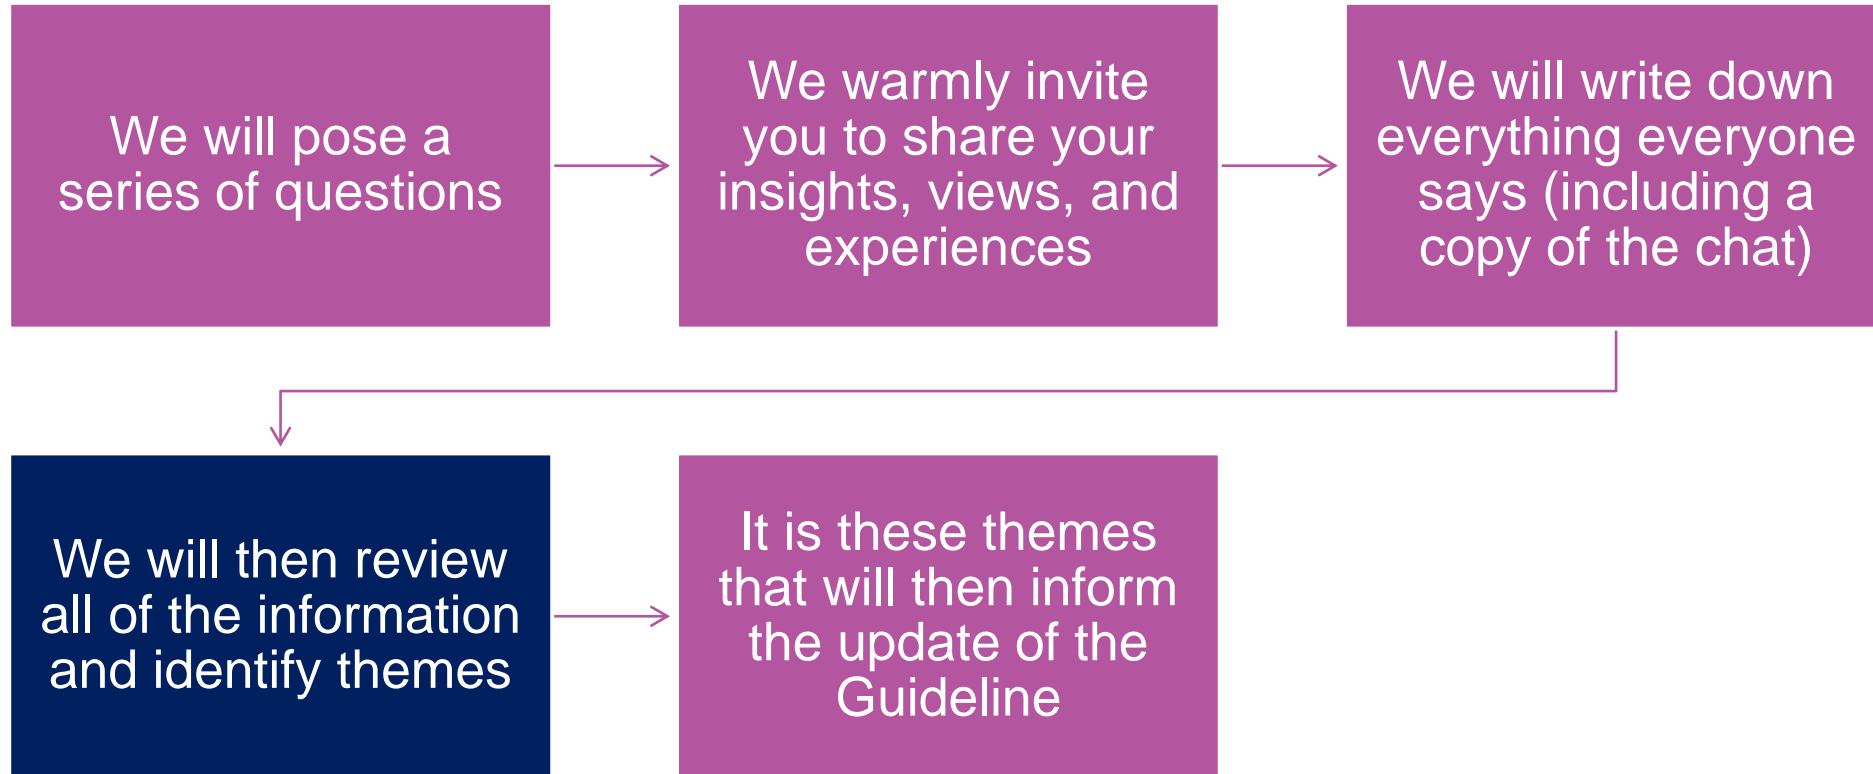 We will pose a
series of questions
We warmly invite
you to share your
insights, views, and
experiences
We will write down
everything everyone
says (including a
copy of the chat)
We will then review
all of the information
and identify themes
It is these themes
that will then inform
the update of the
Guideline